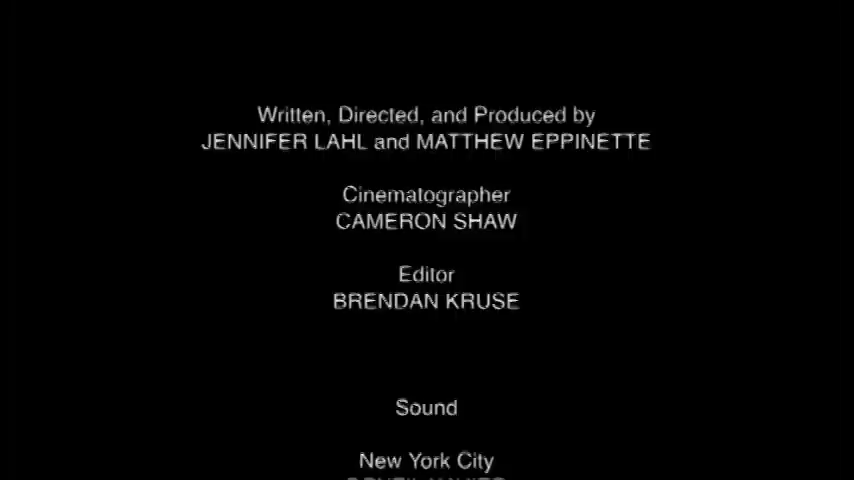 Written, Directed, and Produced by
JENNIFER LAHL and MATTHEW EPPINETTE
Cinematographer
CAMERON SHAW
Editor
BRENDAN KRUSE
Sound
New York City